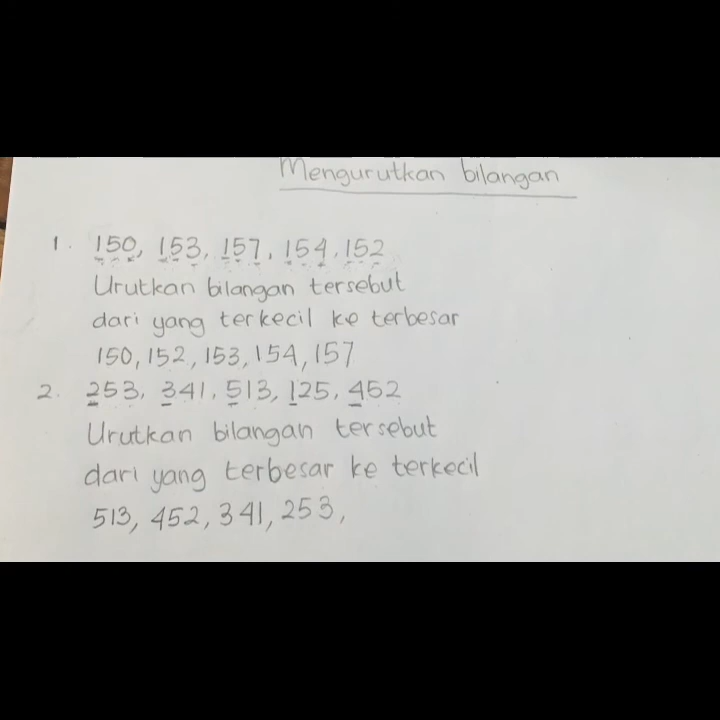 Mengurutkan bilangan
1. 150, 153, 157, 154, 152
Urutkan bilangan tersebut
dari yang terkecil ke terbesar
150, 152, 153, 154, 157
2. 253, 341, 513, 125, 452
Urutkan bilangan tersebut
dari yang terbesar ke terkecil
513, 452, 341, 253,